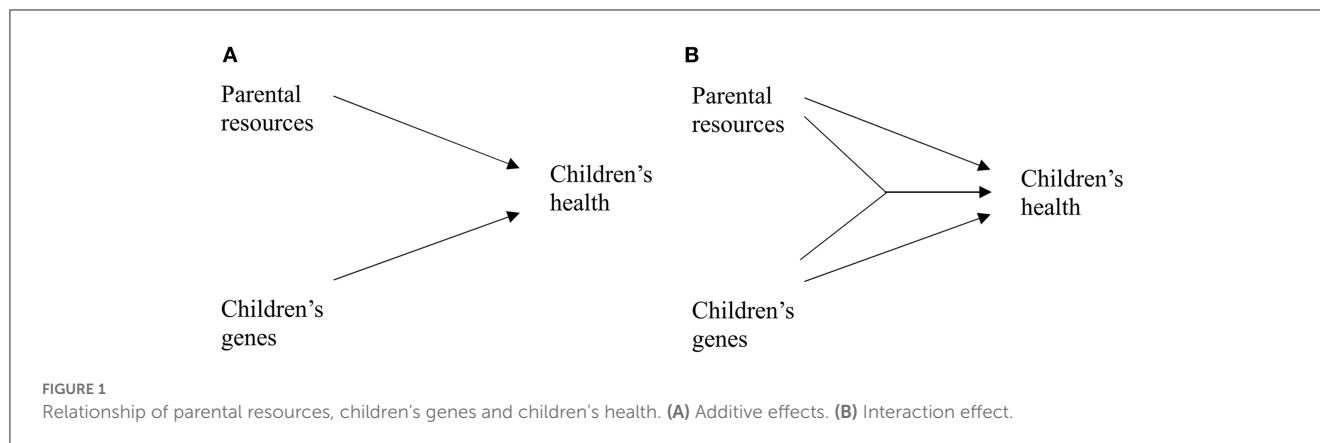 A
Parental
resources
Children’s
health
Children’s
genes
B
Parental
resources
Children’s
health
Children’s
genes
FIGURE 1
Relationship of parental resources, children’s genes and children’s health. (A) Additive effects. (B) Interaction effect.